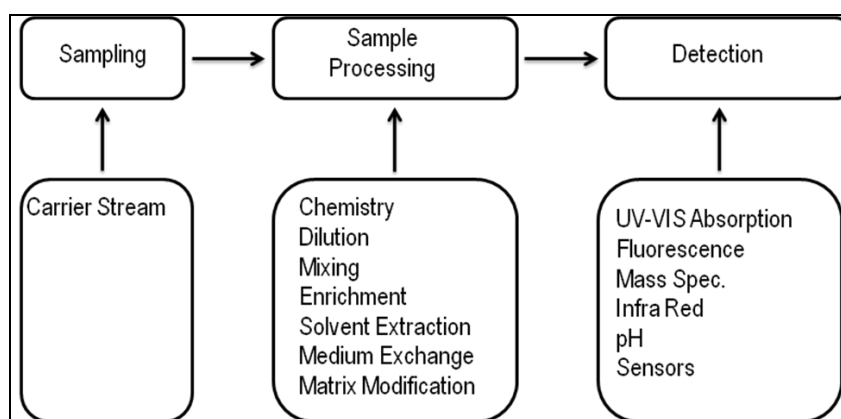 Sampling
Sample
Processing
Detection
Carrier Stream
Chemistry
Dilution
Mixing
Enrichment
Solvent Extraction
Medium Exchange
Matrix Modification
UV-VIS Absorption
Fluorescence
Mass Spec.
Infra Red
pH
Sensors